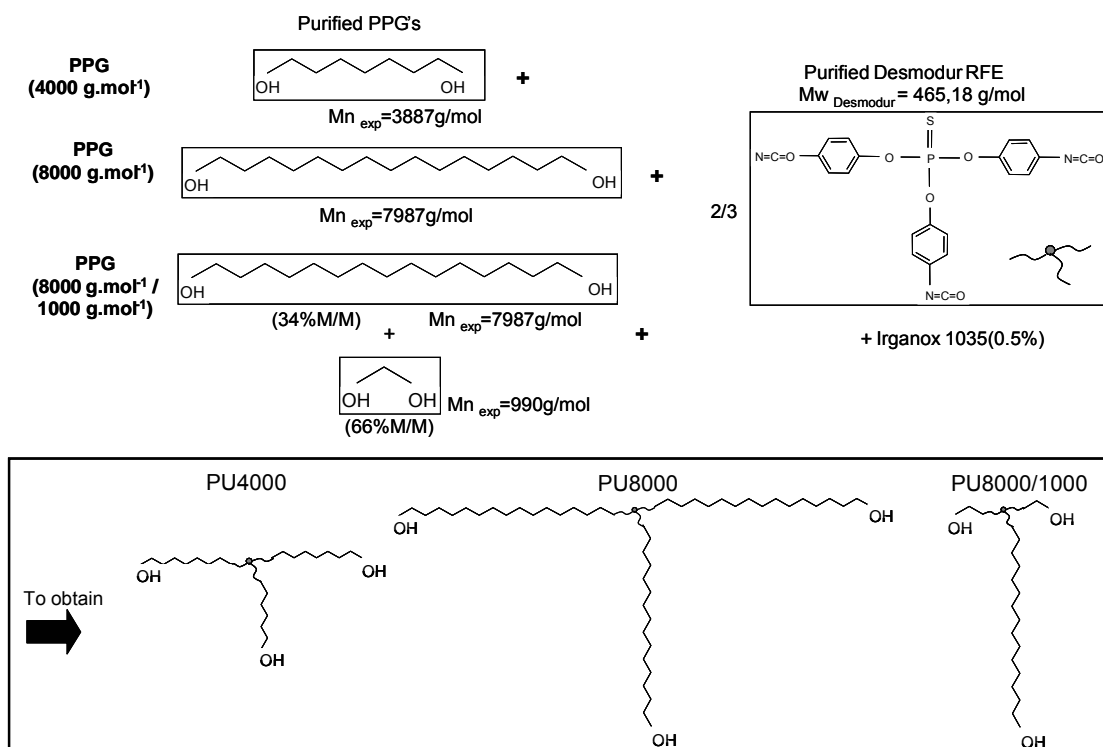 Purified PPG's
PPG
(4000 g.mol-1)
OH OH
+
Mn exp=3887g/mol
PPG
(8000 g.mol-1)
OH OH
+
Mn exp=7987g/mol
PPG
(8000 g.mol-1 /
1000 g.mol-1)
OH OH
(34%M/M) Mn exp=7987g/mol
+
+
OH OH
Mn exp=990g/mol
(66%M/M)
Purified Desmodur RFE
Mw Desmodur = 465,18 g/mol
S
N=C=O O P O N=C=O
O
2/3
N=C=O
+ Irganox 1035(0.5%)
PU4000 PU8000 PU8000/1000
To obtain
OH OH
OH
OH OH
OH
OH OH
OH